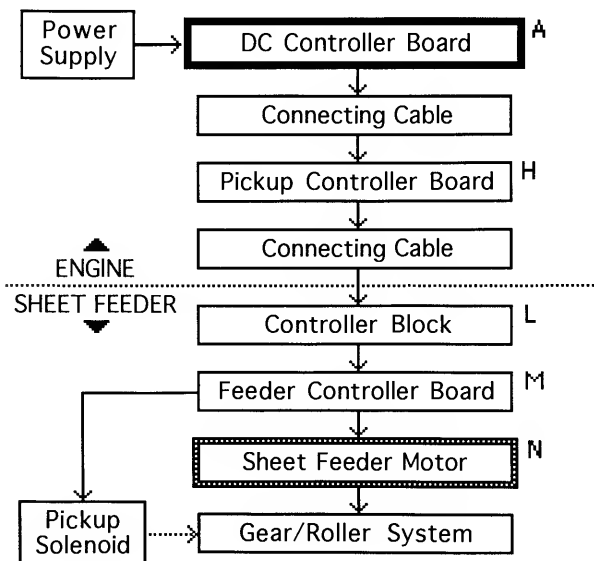 Power
Supply
DC Controller Board
A
Connecting Cable
Pickup Controller Board
H
Connecting Cable
ENGINE
SHEET FEEDER
Controller Block
L
Feeder Controller Board
M
Sheet Feeder Motor
N
Pickup
Solenoid
Gear/Roller System